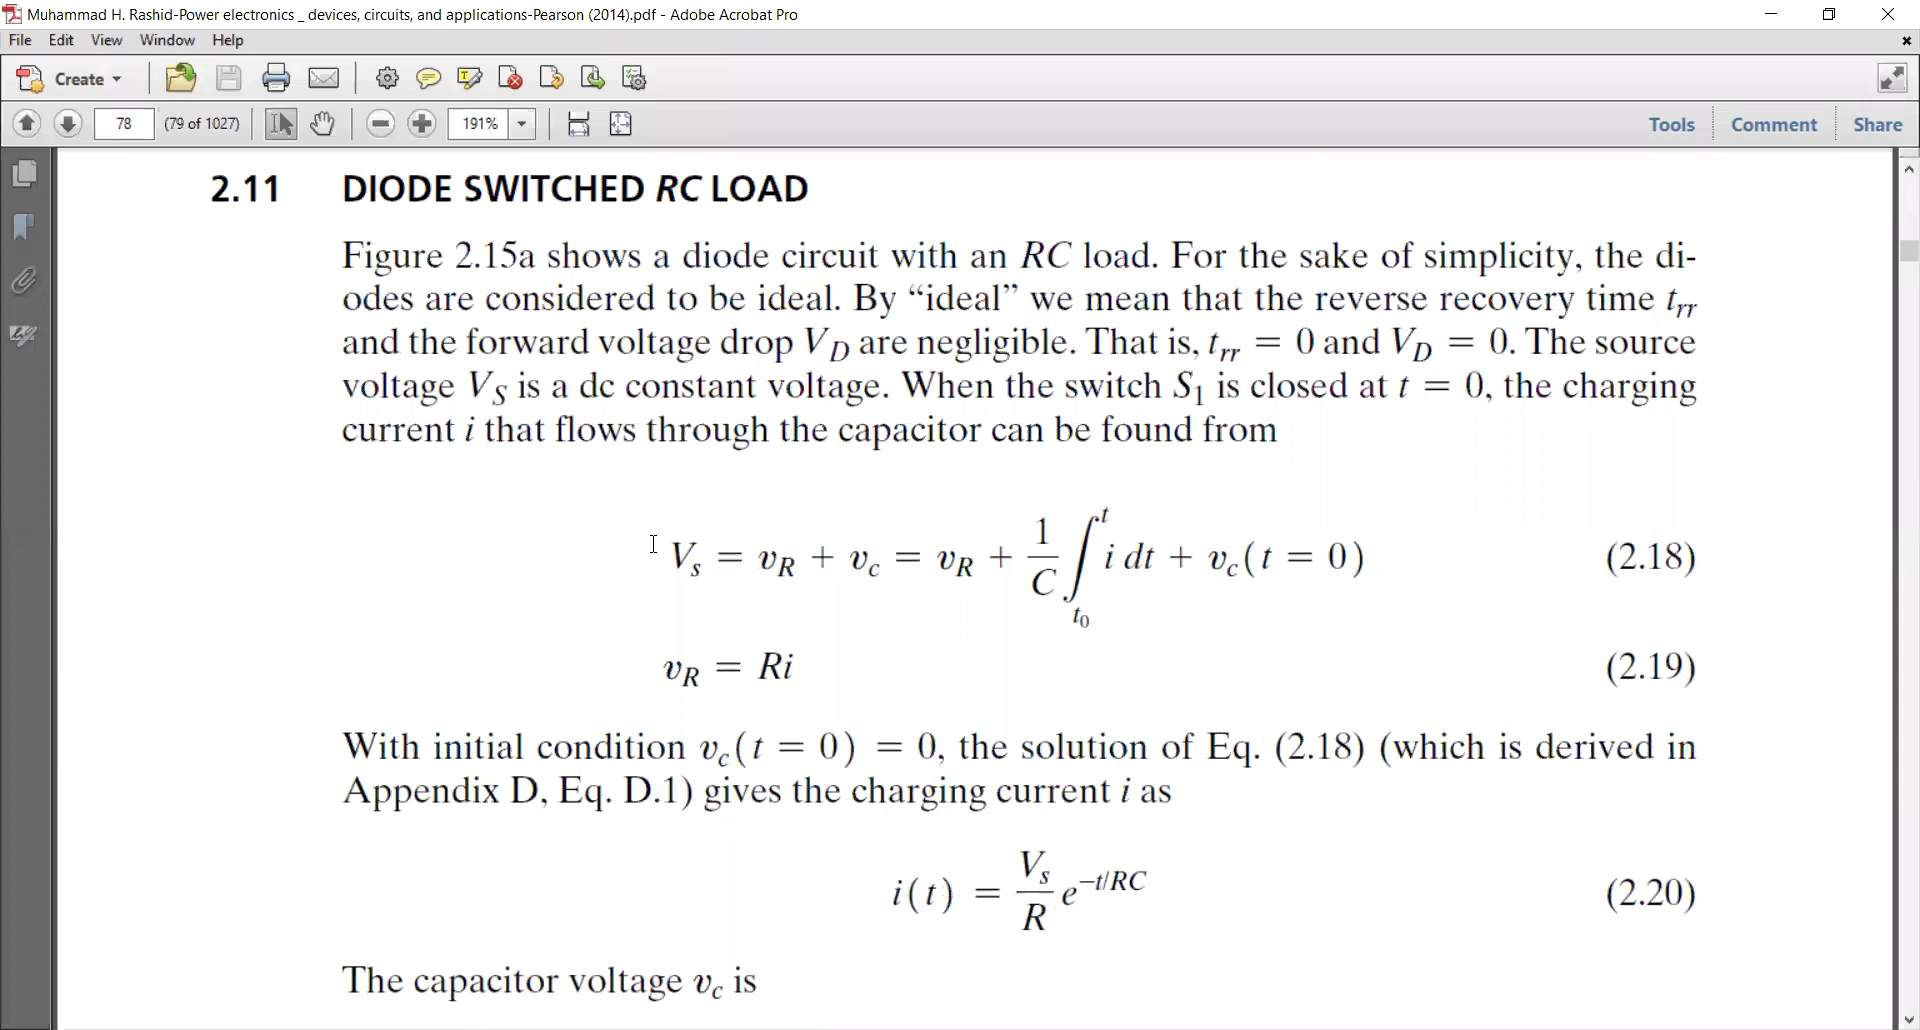 Muhammad H. Rashid-Power electronics _ devices, circuits, and applications-Pearson (2014).pdf - Adobe Acrobat Pro
File Edit View Window Help
Create
78 (79 of 1027) 191% Tools Comment Share
2.11 DIODE SWITCHED RC LOAD
Figure 2.15a shows a diode circuit with an RC load. For the sake of simplicity, the di-
odes are considered to be ideal. By “ideal” we mean that the reverse recovery time t_rr
and the forward voltage drop V_D are negligible. That is, t_rr = 0 and V_D = 0. The source
voltage V_S is a dc constant voltage. When the switch S_1 is closed at t = 0, the charging
current i that flows through the capacitor can be found from
V_s = v_R + v_c = v_R + 1/C ∫_{t_0}^{t} i dt + v_c(t = 0) (2.18)
v_R = Ri (2.19)
With initial condition v_c(t = 0) = 0, the solution of Eq. (2.18) (which is derived in
Appendix D, Eq. D.1) gives the charging current i as
i(t) = V_s/R e^{-t/RC} (2.20)
The capacitor voltage v_c is